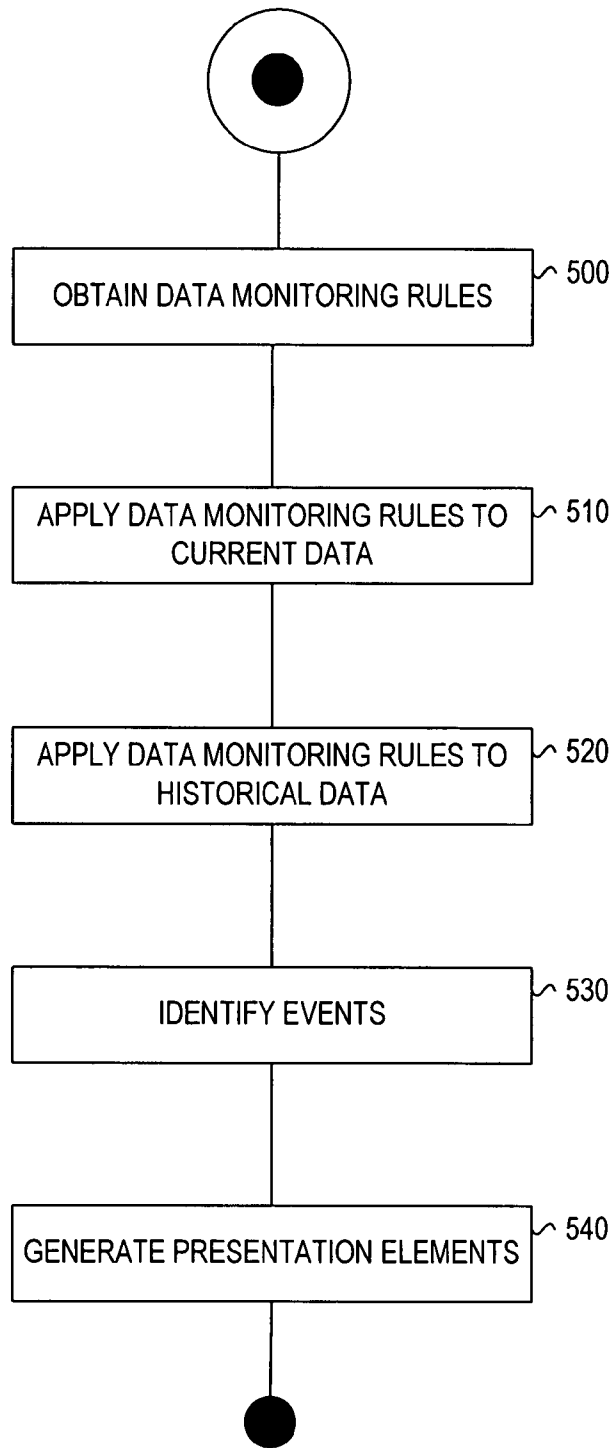 OBTAIN DATA MONITORING RULES
500
APPLY DATA MONITORING RULES TO
CURRENT DATA
510
APPLY DATA MONITORING RULES TO
HISTORICAL DATA
520
IDENTIFY EVENTS
530
GENERATE PRESENTATION ELEMENTS
540